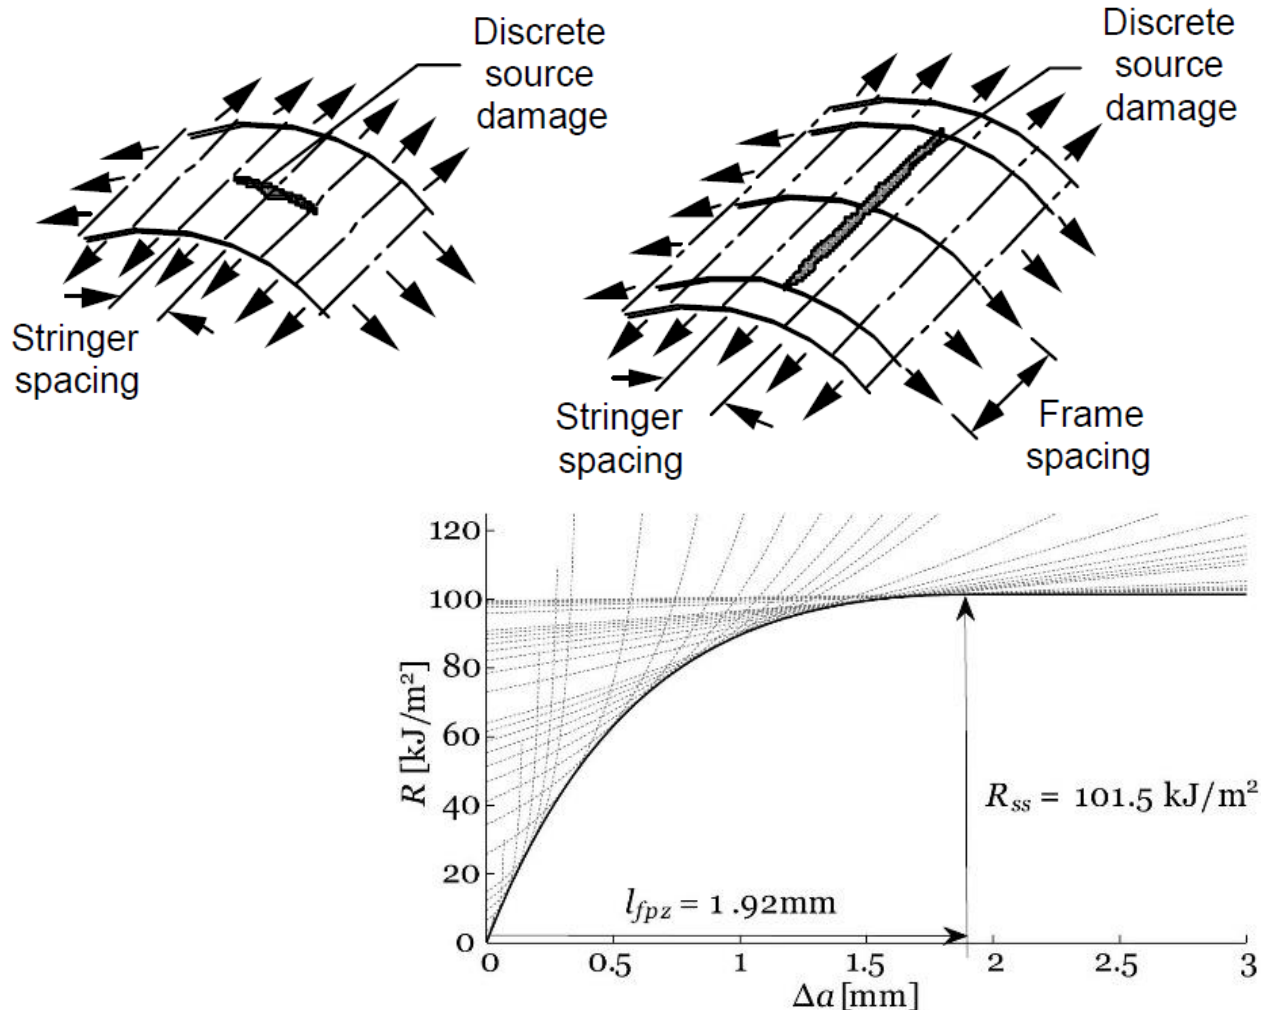 Discrete
source
damage
Stringer
spacing
Discrete
source
damage
Stringer
spacing
Frame
spacing
R [kJ/m²]
120
100
80
60
40
20
0
R_ss = 101.5 kJ/m²
l_fpz = 1.92mm
0 0.5 1 1.5 2 2.5 3
Δa [mm]